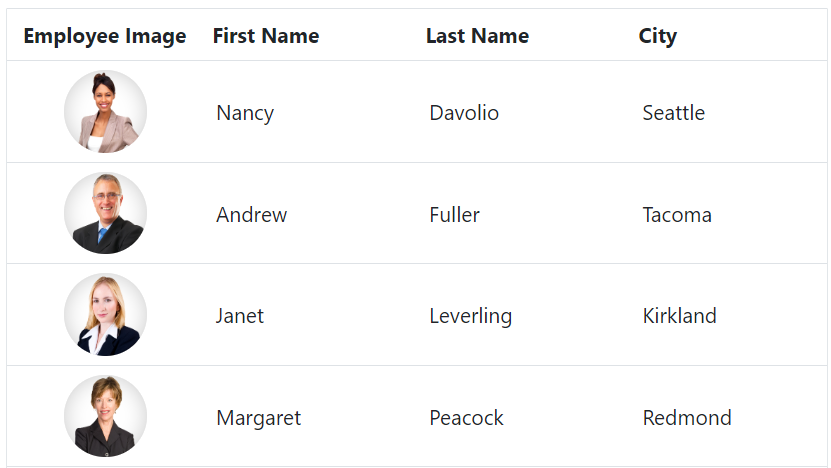 Employee Image First Name Last Name City
Nancy Davolio Seattle
Andrew Fuller Tacoma
Janet Leverling Kirkland
Margaret Peacock Redmond